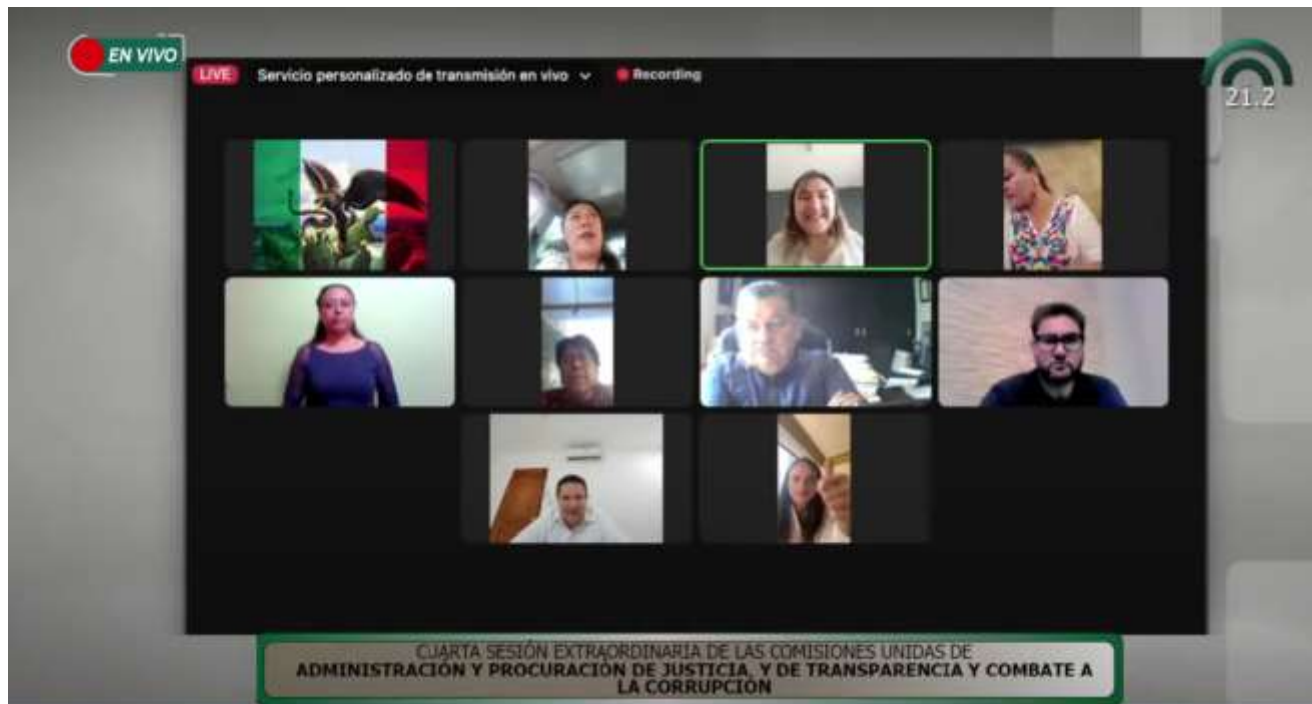 EN VIVO
LIVE Servicio personalizado de transmisión en vivo Recording
21.2
CUARTA SESIÓN EXTRAORDINARIA DE LAS COMISIONES UNIDAS DE
ADMINISTRACIÓN Y PROCURACIÓN DE JUSTICIA, Y DE TRANSPARENCIA Y COMBATE A
LA CORRUPCIÓN